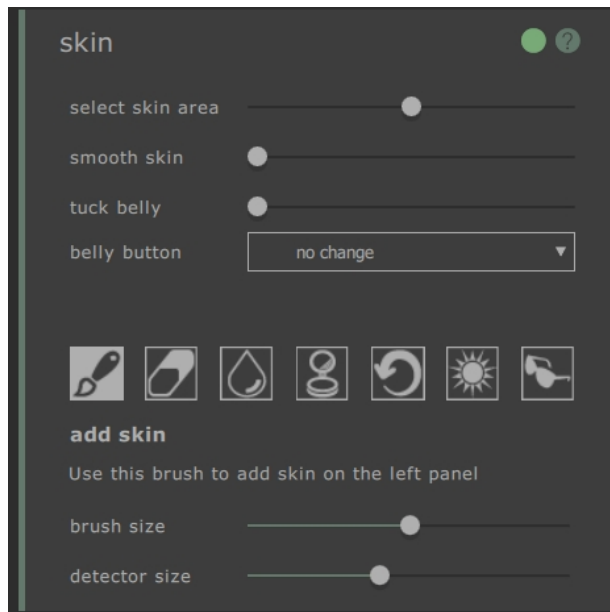 skin
?
select skin area
smooth skin
tuck belly
belly button
no change
add skin
Use this brush to add skin on the left panel
brush size
detector size